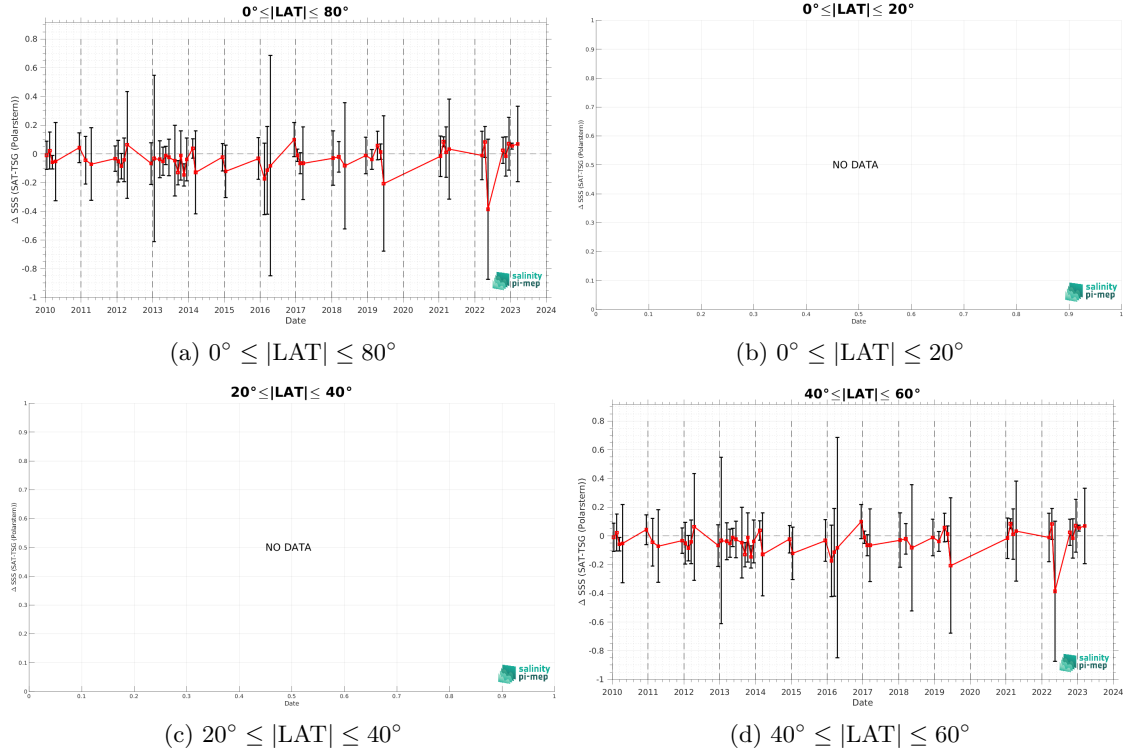 0°≤|LAT|≤ 80°
Δ SSS (SAT-TSG (Polarstern))
0.8
0.6
0.4
0.2
0
-0.2
-0.4
-0.6
-0.8
-1
2010 2011 2012 2013 2014 2015 2016 2017 2018 2019 2020 2021 2022 2023 2024
Date
salinity
pi-mep
(a) 0° ≤ |LAT| ≤ 80°
0°≤|LAT|≤ 20°
Δ SSS (SAT-TSG (Polarstern))
1
0.9
0.8
0.7
0.6
0.5
0.4
0.3
0.2
0.1
0
NO DATA
0 0.1 0.2 0.3 0.4 0.5 0.6 0.7 0.8 0.9 1
Date
salinity
pi-mep
(b) 0° ≤ |LAT| ≤ 20°
20°≤|LAT|≤ 40°
Δ SSS (SAT-TSG (Polarstern))
1
0.9
0.8
0.7
0.6
0.5
0.4
0.3
0.2
0.1
0
NO DATA
0 0.1 0.2 0.3 0.4 0.5 0.6 0.7 0.8 0.9 1
Date
salinity
pi-mep
(c) 20° ≤ |LAT| ≤ 40°
40°≤|LAT|≤ 60°
Δ SSS (SAT-TSG (Polarstern))
0.8
0.6
0.4
0.2
0
-0.2
-0.4
-0.6
-0.8
-1
2010 2011 2012 2013 2014 2015 2016 2017 2018 2019 2020 2021 2022 2023 2024
Date
salinity
pi-mep
(d) 40° ≤ |LAT| ≤ 60°